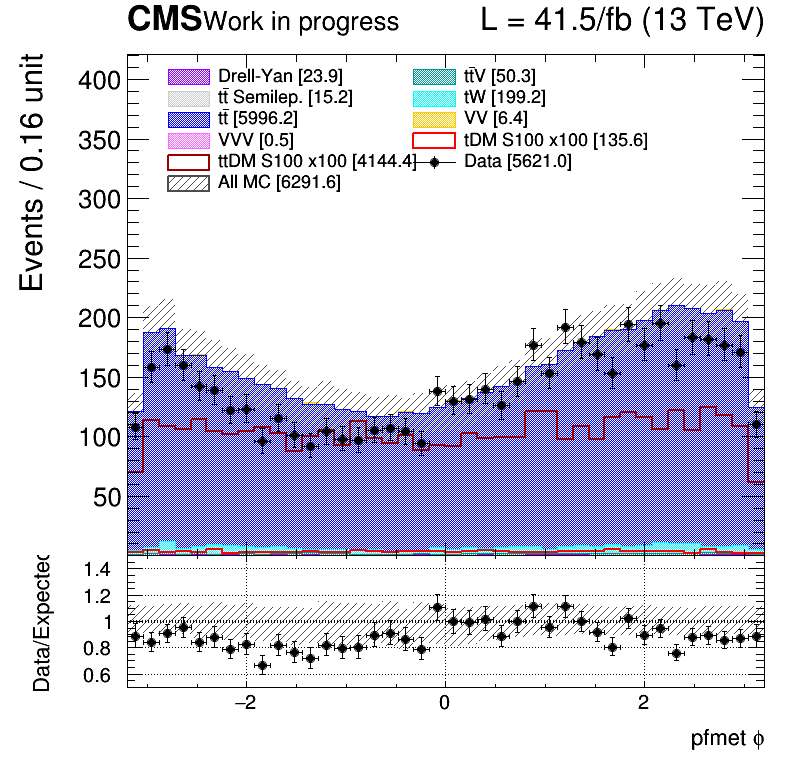 CMS Work in progress L = 41.5/fb (13 TeV)
Events / 0.16 unit
400
350
300
250
200
150
100
50
Drell-Yan [23.9]
tt̄V [50.3]
tt̄ Semilep. [15.2]
tW [199.2]
tt̄ [5996.2]
VV [6.4]
VVV [0.5]
tDM S100 x100 [135.6]
ttDM S100 x100 [4144.4]
Data [5621.0]
All MC [6291.6]
Data/Expected
1.4
1.2
1
0.8
0.6
−2 0 2
pfmet ϕ